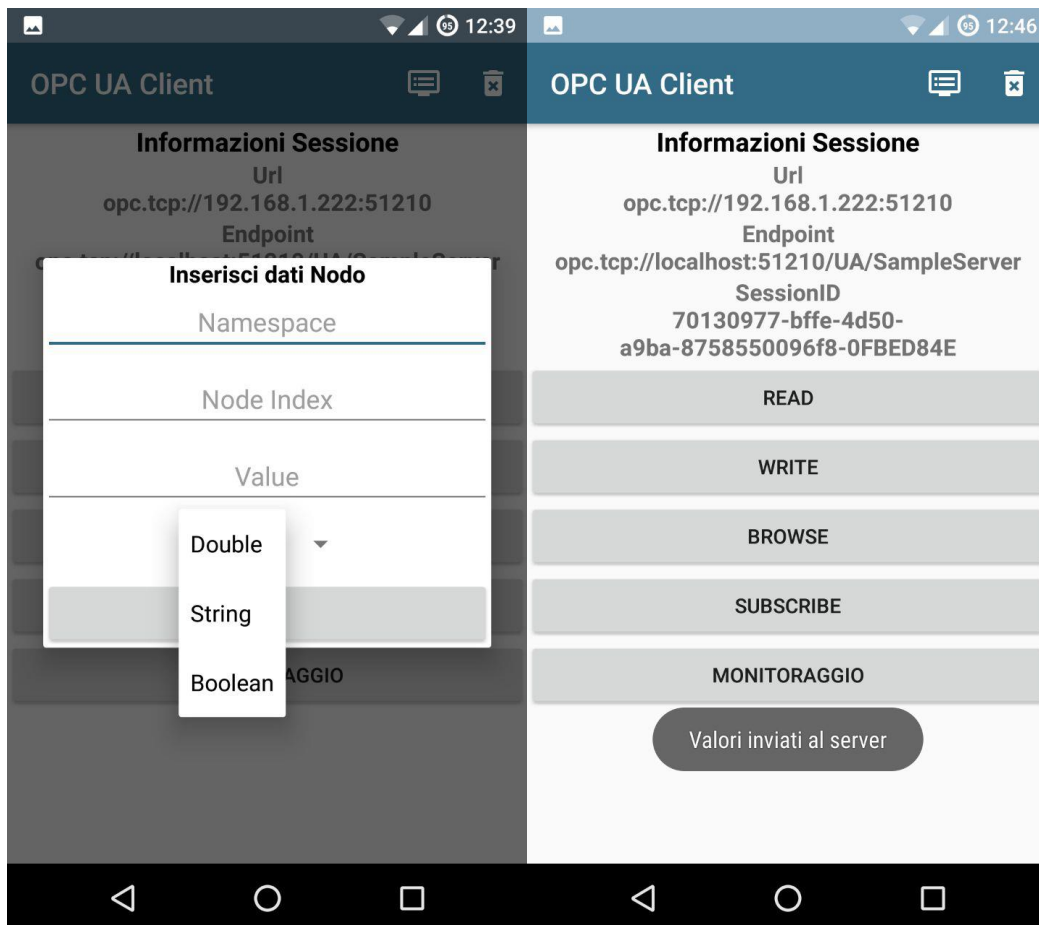 95 12:39
OPC UA Client
Informazioni Sessione
Url
opc.tcp://192.168.1.222:51210
Endpoint
Inserisci dati Nodo
Namespace
Node Index
Value
Double
String
Boolean
AGGIO
95 12:46
OPC UA Client
Informazioni Sessione
Url
opc.tcp://192.168.1.222:51210
Endpoint
opc.tcp://localhost:51210/UA/SampleServer
SessionID
70130977-bffe-4d50-
a9ba-8758550096f8-0FBED84E
READ
WRITE
BROWSE
SUBSCRIBE
MONITORAGGIO
Valori inviati al server